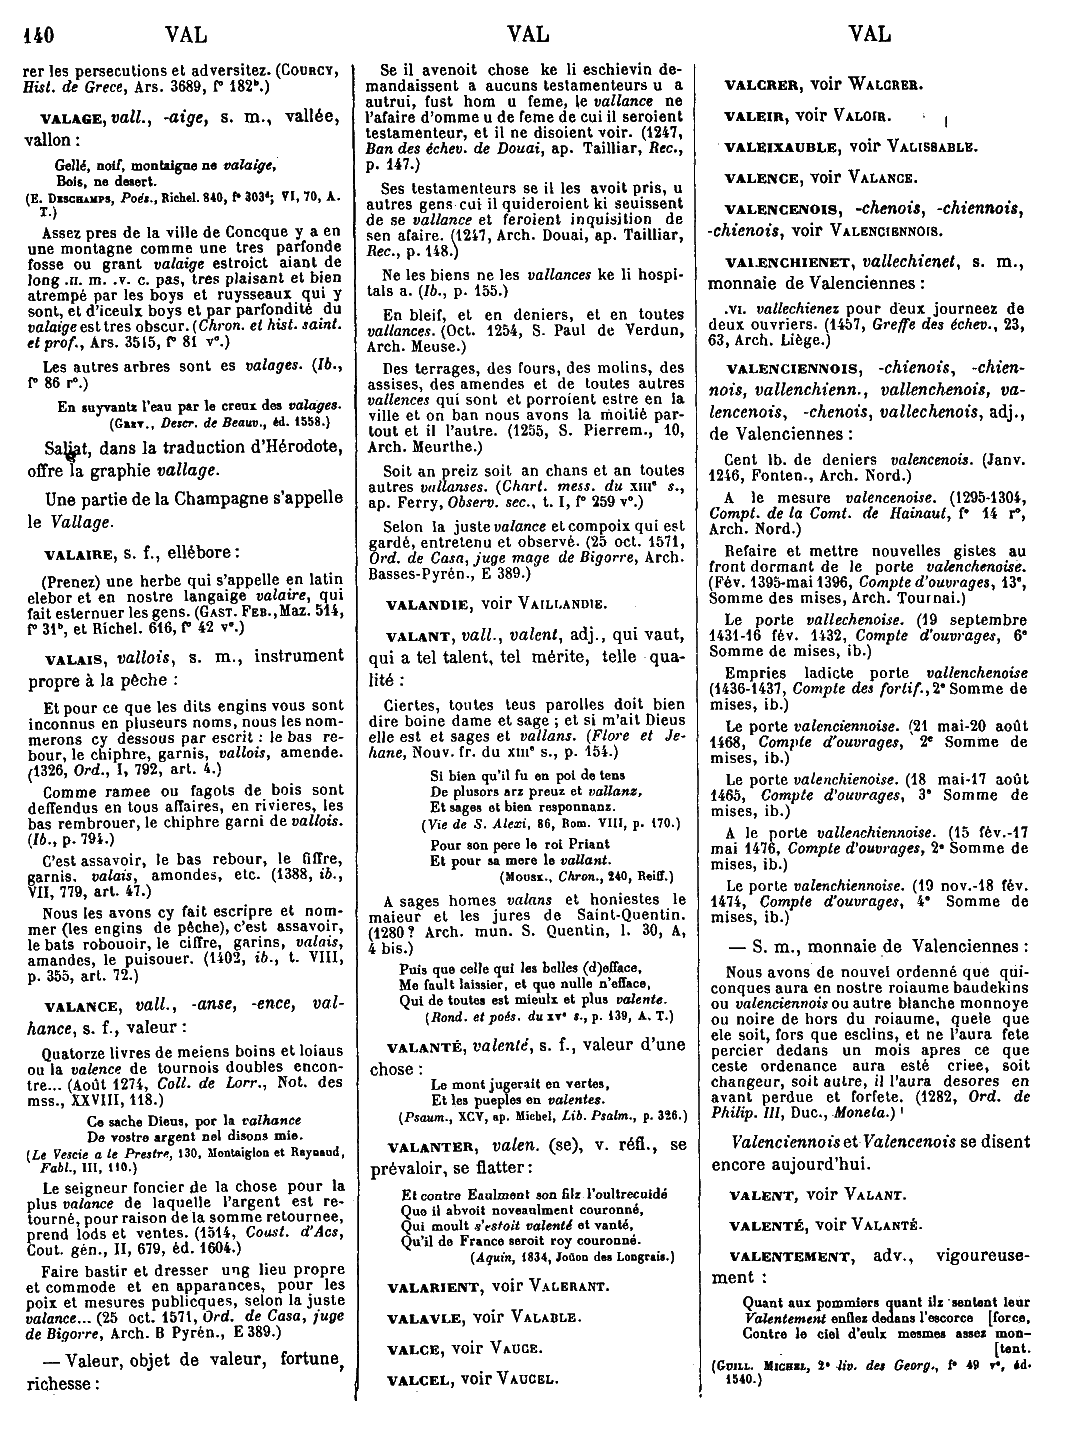 140 VAL VAL VAL
rer les persecutions et adversitez. (COURCY,
Hist. de Grece, Ars. 3689, f° 182ᵇ.)
VALAGE, vall., -aige, s. m., vallée,
vallon :
Gellé, noif, montaigne ne valaige,
Bois, ne desert.
(E. DESCHAMPS, Poés., Richel. 840, f° 303ᵈ; VI, 70, A.
T.)
Assez pres de la ville de Concque y a en
une montagne comme une tres parfonde
fosse ou grant valaige estroict aiant de
long .II. m. .v. c. pas, tres plaisant et bien
atrempé par les boys et ruysseaux qui y
sont, et d'iceulx boys et par parfondité du
valaige est tres obscur. (Chron. et hist. saint.
et prof., Ars. 3515, f° 81 v°.)
Les autres arbres sont es valages. (Ib.,
f° 86 r°.)
En suyvantz l'eau par le creux des valages.
(GREV., Descr. de Beauv., éd. 1558.)
Saliat, dans la traduction d'Hérodote,
offre la graphie vallage.
Une partie de la Champagne s'appelle
le Vallage.
VALAIRE, s. f., ellébore :
(Prenez) une herbe qui s'appelle en latin
elebor et en nostre langaige valaire, qui
fait esternuer les gens. (GAST. FEB., Maz. 514,
f° 31ᵇ, et Richel. 616, f° 42 v°.)
VALAIS, vallois, s. m., instrument
propre à la pêche :
Et pour ce que les dits engins vous sont
inconnus en pluseurs noms, nous les nom-
merons cy dessous par escrit : le bas re-
bour, le chiphre, garnis, vallois, amende.
(1326, Ord., I, 792, art. 4.)
Comme ramee ou fagots de bois sont
deffendus en tous affaires, en rivieres, les
bas rembrouer, le chiphre garni de vallois.
(Ib., p. 794.)
C'est assavoir, le bas rebour, le fiffre,
garnis, valais, amondes, etc. (1388, ib.,
VII, 779, art. 47.)
Nous les avons cy fait escripre et nom-
mer (les engins de pêche), c'est assavoir,
le bats robouoir, le ciffre, garins, valais,
amandes, le puisouer. (1402, ib., t. VIII,
p. 355, art. 72.)
VALANCE, vall., -anse, -ence, val-
hance, s. f., valeur :
Quatorze livres de meiens boins et loiaus
ou la valence de tournois doubles encon-
tre... (Août 1274, Coll. de Lorr., Not. des
mss., XXVIII, 118.)
Ce sache Dieus, por la valhance
De vostre argent nel disons mie.
(Le Vescie a le Prestre, 130, Montaiglon et Raynaud,
Fabl., III, 110.)
Le seigneur foncier de la chose pour la
plus valance de laquelle l'argent est re-
tourné, pour raison de la somme retournee,
prend lods et ventes. (1514, Coust. d'Acs,
Cout. gén., II, 679, éd. 1604.)
Faire bastir et dresser ung lieu propre
et commode et en apparances, pour les
poix et mesures publicques, selon la juste
valance... (25 oct. 1571, Ord. de Casa, juge
de Bigorre, Arch. B Pyrén., E 389.)
— Valeur, objet de valeur, fortune,
richesse :
Se il avenoit chose ke li eschievin de-
mandaissent a aucuns testamenteurs u a
autrui, fust hom u feme, le vallance ne
l'afaire d'omme u de feme de cui il seroient
testamenteur, et il ne disoient voir. (1247,
Ban des échev. de Douai, ap. Tailliar, Rec.,
p. 147.)
Ses testamenteurs se il les avoit pris, u
autres gens cui il quideroient ki seuissent
de se vallance et feroient inquisition de
sen afaire. (1247, Arch. Douai, ap. Tailliar,
Rec., p. 148.)
Ne les biens ne les vallances ke li hospi-
tals a. (Ib., p. 155.)
En bleif, et en deniers, et en toutes
vallances. (Oct. 1254, S. Paul de Verdun,
Arch. Meuse.)
Des terrages, des fours, des molins, des
assises, des amendes et de toutes autres
vallences qui sont et porroient estre en la
ville et on ban nous avons la moitié par-
tout et il l'autre. (1255, S. Pierrem., 10,
Arch. Meurthe.)
Soit an preiz soit an chans et an toutes
autres vallanses. (Chart. mess. du XIIIᵉ s.,
ap. Ferry, Observ. sec., t. I, f° 259 v°.)
Selon la juste valance et compoix qui est
gardé, entretenu et observé. (25 oct. 1571,
Ord. de Casa, juge mage de Bigorre, Arch.
Basses-Pyrén., E 389.)
VALANDIE, voir VAILLANDIE.
VALANT, vall., valent, adj., qui vaut,
qui a tel talent, tel mérite, telle qua-
lité :
Ciertes, toutes teus parolles doit bien
dire boine dame et sage ; et si m'ait Dieus
elle est et sages et vallans. (Flore et Je-
hane, Nouv. fr. du XIIIᵉ s., p. 154.)
Si bien qu'il fu en poi de tens
De plusors arz preuz et vallanz,
Et sages et bien responnanz.
(Vie de S. Alexi, 86, Rom. VIII, p. 170.)
Pour son pere le roi Priant
Et pour sa mere le vallant.
(MOUSK., Chron., 240, Reiff.)
A sages homes valans et honiestes le
maieur et les jures de Saint-Quentin.
(1280? Arch. mun. S. Quentin, l. 30, A,
4 bis.)
Puis que celle qui les belles (d)efface,
Me fault laissier, et que nulle n'efface,
Qui de toutes est mieulx et plus valente.
(Rond. et poés. du XVᵉ s., p. 139, A. T.)
VALANTÉ, valenté, s. f., valeur d'une
chose :
Le mont jugerait en vertes,
Et les pueples en valentes.
(Psaum., XCV, ap. Michel, Lib. Psalm., p. 326.)
VALANTER, valen. (se), v. réfl., se
prévaloir, se flatter :
Et contre Eaulment son filz l'oultrecuidé
Que il abvoit noveaulment couronné,
Qui moult s'estoit valenté et vanté,
Qu'il de France seroit roy couronné.
(Aquin, 1834, Joüon des Longrais.)
VALARIENT, voir VALERANT.
VALAVLE, voir VALABLE.
VALCE, voir VAUCE.
VALCEL, voir VAUCEL.
VALCRER, voir WALCRER.
VALEIR, voir VALOIR.
VALEIXAUBLE, voir VALISSABLE.
VALENCE, voir VALANCE.
VALENCENOIS, -chenois, -chiennois,
-chienois, voir VALENCIENNOIS.
VALENCHIENET, vallechienet, s. m.,
monnaie de Valenciennes :
.VI. vallechienez pour deux journeez de
deux ouvriers. (1457, Greffe des échev., 23,
63, Arch. Liège.)
VALENCIENNOIS, -chienois, -chien-
nois, vallenchienn., vallenchenois, va-
lencenois, -chenois, vallechenois, adj.,
de Valenciennes :
Cent lb. de deniers valencenois. (Janv.
1246, Fonten., Arch. Nord.)
A le mesure valencenoise. (1295-1304,
Compt. de la Comt. de Hainaut, f° 14 r°,
Arch. Nord.)
Refaire et mettre nouvelles gistes au
front dormant de le porte valenchenoise.
(Fév. 1395-mai 1396, Compte d'ouvrages, 13ᵉ,
Somme des mises, Arch. Tournai.)
Le porte vallechenoise. (19 septembre
1431-16 fév. 1432, Compte d'ouvrages, 6ᵉ
Somme de mises, ib.)
Empries ladicte porte vallenchenoise
(1436-1437, Compte des fortif., 2ᵉ Somme de
mises, ib.)
Le porte valenciennoise. (21 mai-20 août
1468, Compte d'ouvrages, 2ᵉ Somme de
mises, ib.)
Le porte valenchienoise. (18 mai-17 août
1465, Compte d'ouvrages, 3ᵉ Somme de
mises, ib.)
A le porte vallenchiennoise. (15 fév.-17
mai 1476, Compte d'ouvrages, 2ᵉ Somme de
mises, ib.)
Le porte valenchiennoise. (19 nov.-18 fév.
1474, Compte d'ouvrages, 4ᵉ Somme de
mises, ib.)
— S. m., monnaie de Valenciennes :
Nous avons de nouvel ordenné que qui-
conques aura en nostre roiaume baudekins
ou valenciennois ou autre blanche monnoye
ou noire de hors du roiaume, quele que
ele soit, fors que esclins, et ne l'aura fete
percier dedans un mois apres ce que
ceste ordenance aura esté criee, soit
changeur, soit autre, il l'aura desores en
avant perdue et forfete. (1282, Ord. de
Philip. III, Duc., Moneta.)
Valenciennois et Valencenois se disent
encore aujourd'hui.
VALENT, voir VALANT.
VALENTÉ, voir VALANTÉ.
VALENTEMENT, adv., vigoureuse-
ment :
Quant aux pommiers quant ilz sentent leur
Valentement enflez dedans l'escorce [force,
Contre le ciel d'eulx mesmes assez mon-
[tent.
(GUILL. MICHEL, 2ᵉ liv. des Georg., f° 49 r°, éd.
1540.)